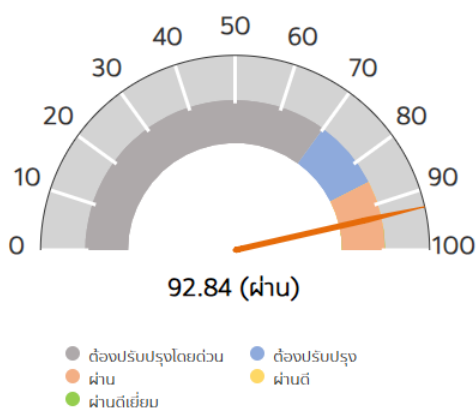 50
40 60
30 70
20 80
10 90
0 100
92.84 (ผ่าน)
ต้องปรับปรุงโดยด่วน ต้องปรับปรุง
ผ่าน ผ่านดี
ผ่านดีเยี่ยม